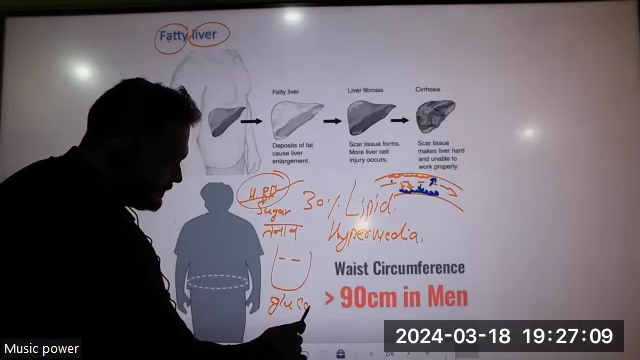 Fatty liver
Fatty liver
Liver fibrosis
Cirrhosis
Deposits of fat
cause liver
enlargement.
Scar tissue forms.
More liver cell
injury occurs.
Scar tissue
makes liver hard
and unable to
work properly.
Sugar
30% Lipid
तनाव
Hypermedia,
Waist Circumference
> 90cm in Men
Music power
2024-03-18 19:27:09